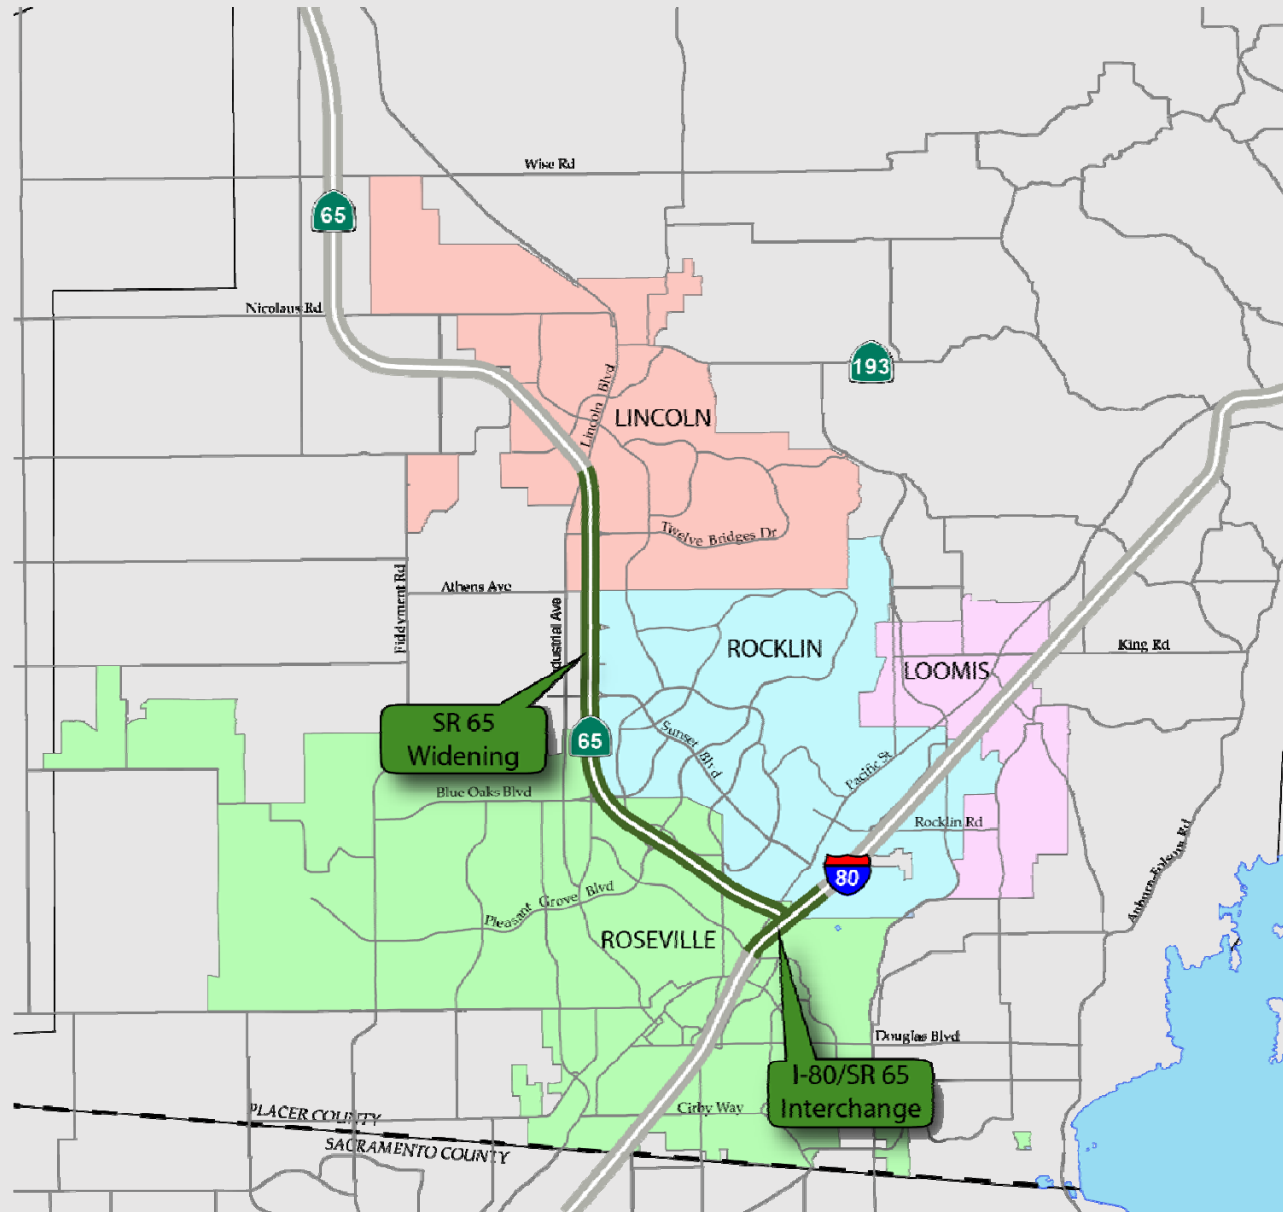 Wise Rd
65
Nicolaus Rd
193
Lincoln Blvd
LINCOLN
Twelve Bridges Dr
Fiddyment Rd
Athens Ave
dustrial Ave
ROCKLIN
King Rd
LOOMIS
SR 65
Widening
65
Sunset Blvd
Pacific St
Blue Oaks Blvd
Rocklin Rd
80
Auburn-Folsom Rd
Pleasant Grove Blvd
ROSEVILLE
Douglas Blvd
I-80/SR 65
Interchange
Cirby Way
PLACER COUNTY
SACRAMENTO COUNTY